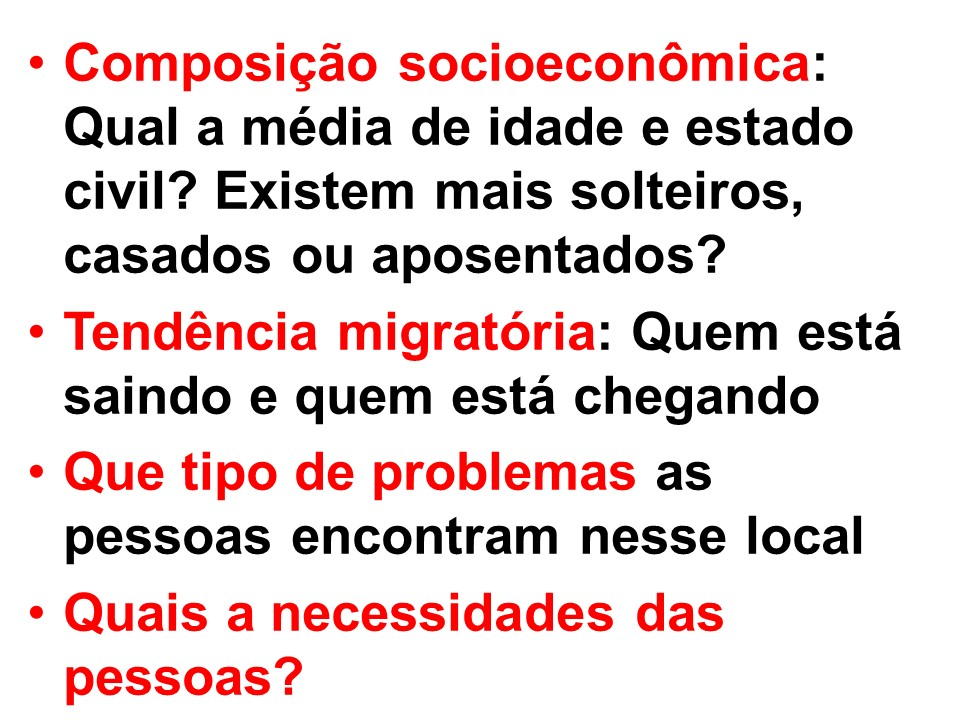 • Composição socioeconômica:
Qual a média de idade e estado
civil? Existem mais solteiros,
casados ou aposentados?
• Tendência migratória: Quem está
saindo e quem está chegando
• Que tipo de problemas as
pessoas encontram nesse local
• Quais a necessidades das
pessoas?